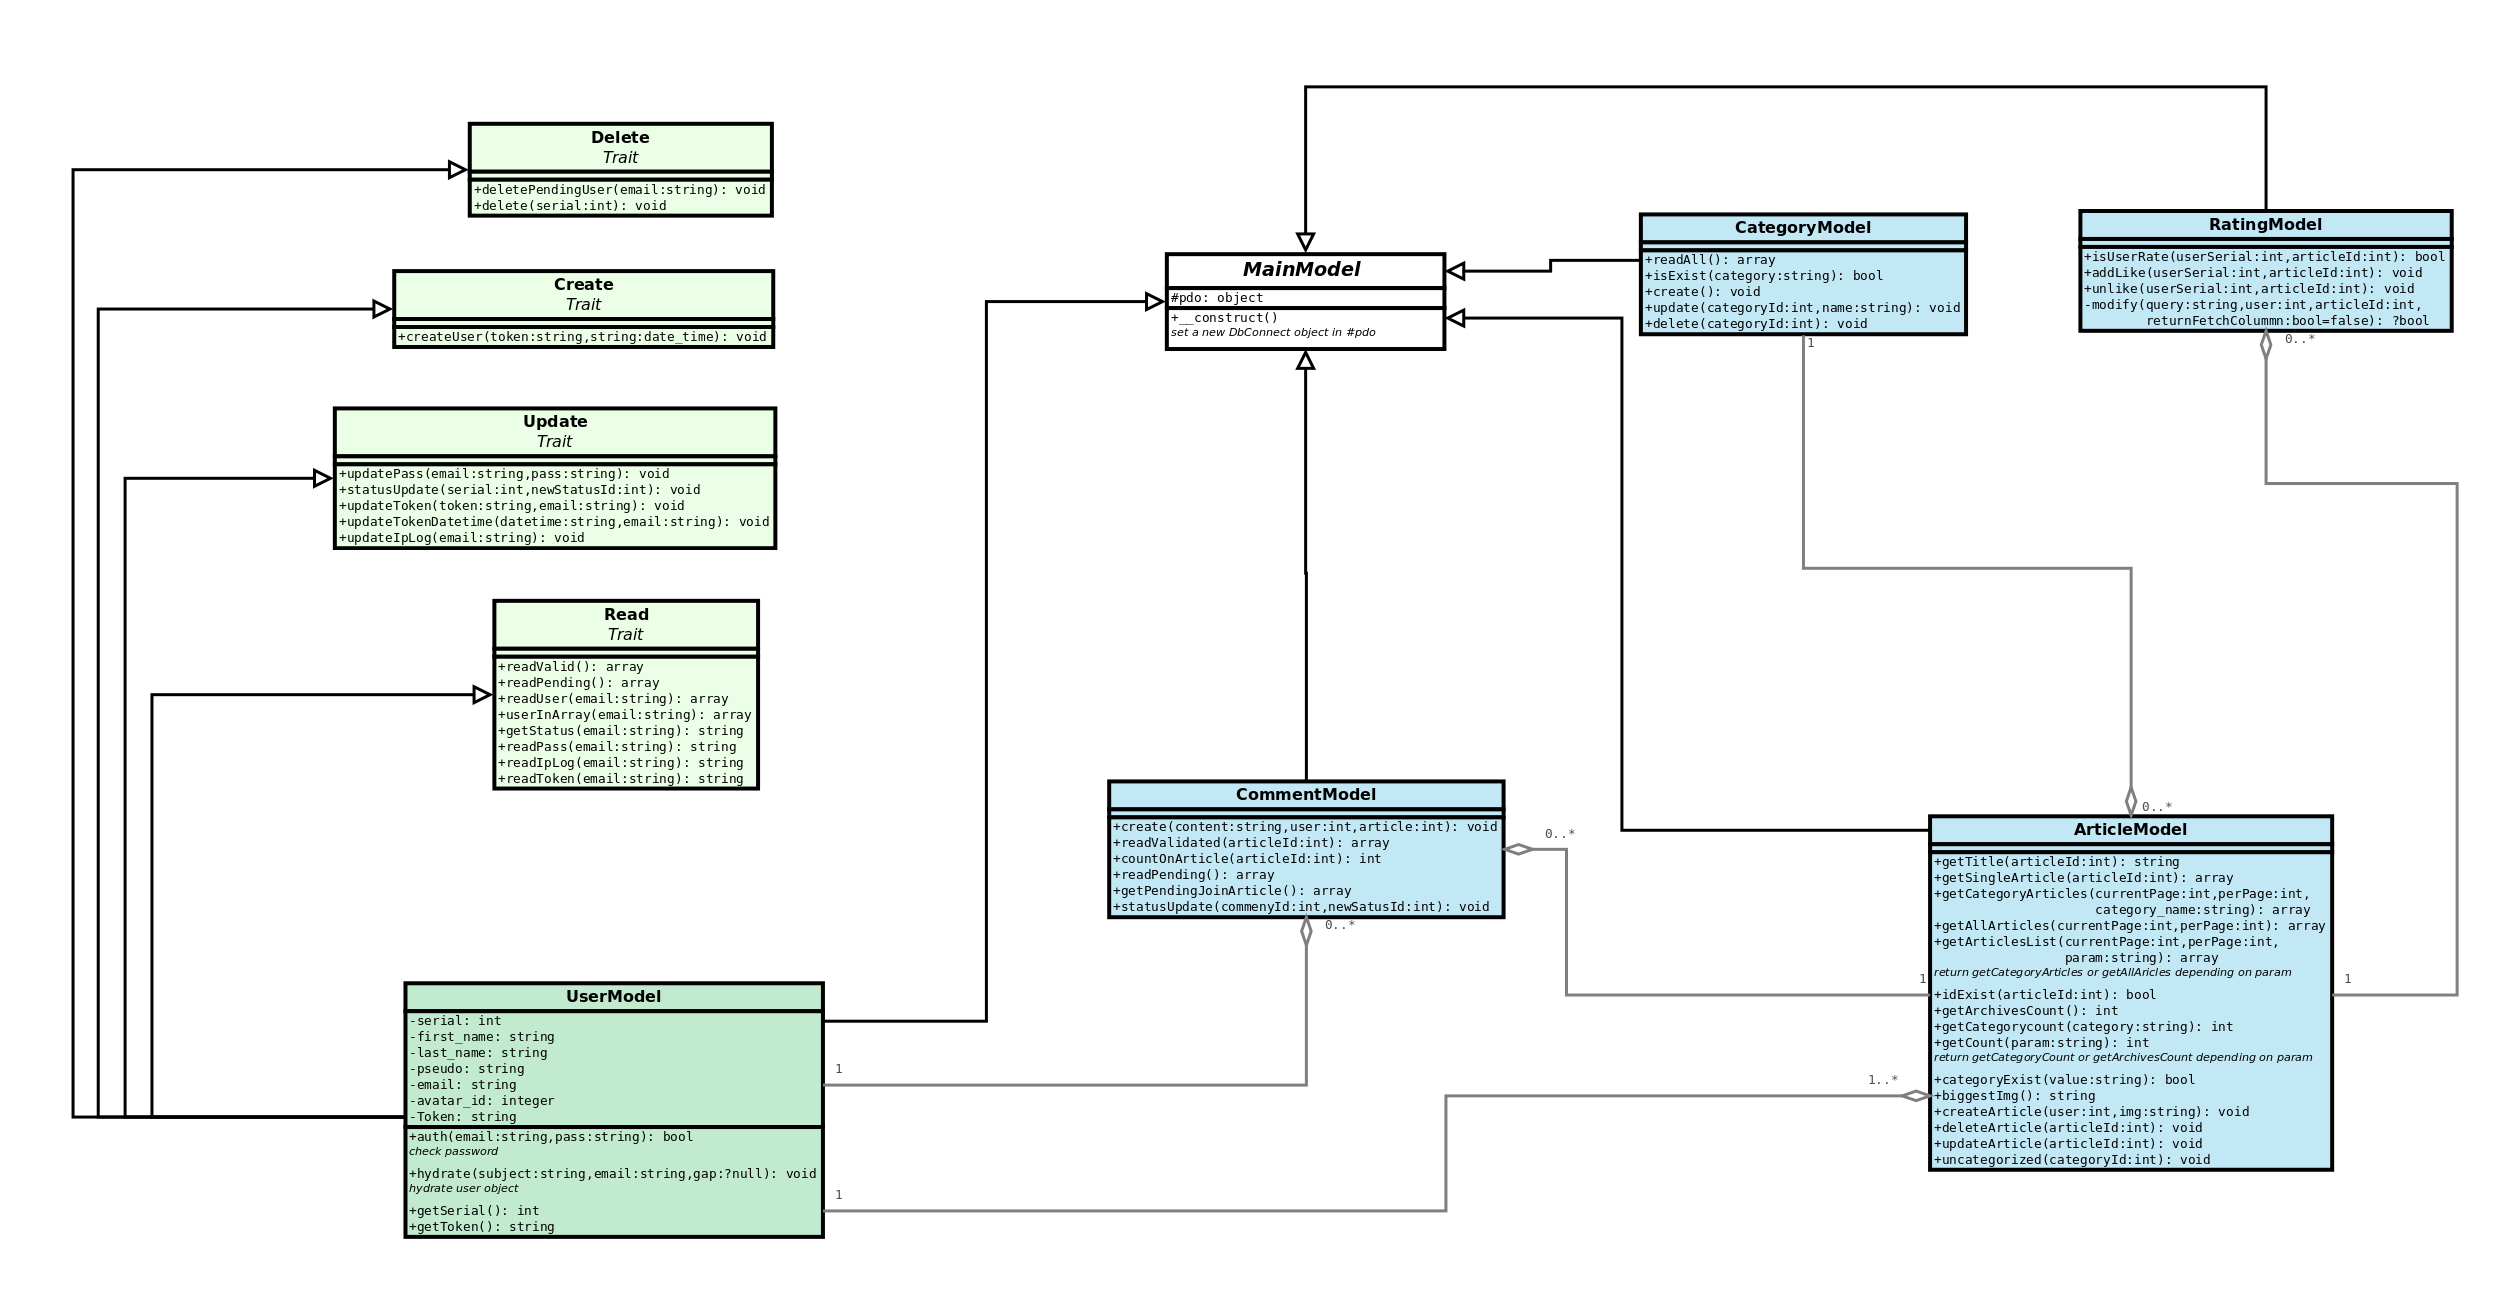 Delete
Trait
+deletePendingUser(email:string): void
+delete(serial:int): void
Create
Trait
+createUser(token:string,string:date_time): void
Update
Trait
+updatePass(email:string,pass:string): void
+statusUpdate(serial:int,newStatusId:int): void
+updateToken(token:string,email:string): void
+updateTokenDatetime(datetime:string,email:string): void
+updateIpLog(email:string): void
Read
Trait
+readValid(): array
+readPending(): array
+readUser(email:string): array
+userInArray(email:string): array
+getStatus(email:string): string
+readPass(email:string): string
+readIpLog(email:string): string
+readToken(email:string): string
UserModel
-serial: int
-first_name: string
-last_name: string
-pseudo: string
-email: string
-avatar_id: integer
-Token: string
+auth(email:string,pass:string): bool
check password
+hydrate(subject:string,email:string,gap:?null): void
hydrate user object
+getSerial(): int
+getToken(): string
1
1
MainModel
#pdo: object
+__construct()
set a new DbConnect object in #pdo
CategoryModel
+readAll(): array
+isExist(category:string): bool
+create(): void
+update(categoryId:int,name:string): void
+delete(categoryId:int): void
1
RatingModel
+isUserRate(userSerial:int,articleId:int): bool
+addLike(userSerial:int,articleId:int): void
+unlike(userSerial:int,articleId:int): void
-modify(query:string,user:int,articleId:int,
returnFetchColummn:bool=false): ?bool
0..*
CommentModel
+create(content:string,user:int,article:int): void
+readValidated(articleId:int): array
+countOnArticle(articleId:int): int
+readPending(): array
+getPendingJoinArticle(): array
+statusUpdate(commenyId:int,newSatusId:int): void
0..*
0..*
0..*
ArticleModel
+getTitle(articleId:int): string
+getSingleArticle(articleId:int): array
+getCategoryArticles(currentPage:int,perPage:int,
category_name:string): array
+getAllArticles(currentPage:int,perPage:int): array
+getArticlesList(currentPage:int,perPage:int,
param:string): array
return getCategoryArticles or getAllAricles depending on param
+idExist(articleId:int): bool
+getArchivesCount(): int
+getCategorycount(category:string): int
+getCount(param:string): int
return getCategoryCount or getArchivesCount depending on param
+categoryExist(value:string): bool
+biggestImg(): string
+createArticle(user:int,img:string): void
+deleteArticle(articleId:int): void
+updateArticle(articleId:int): void
+uncategorized(categoryId:int): void
1
1
1..*